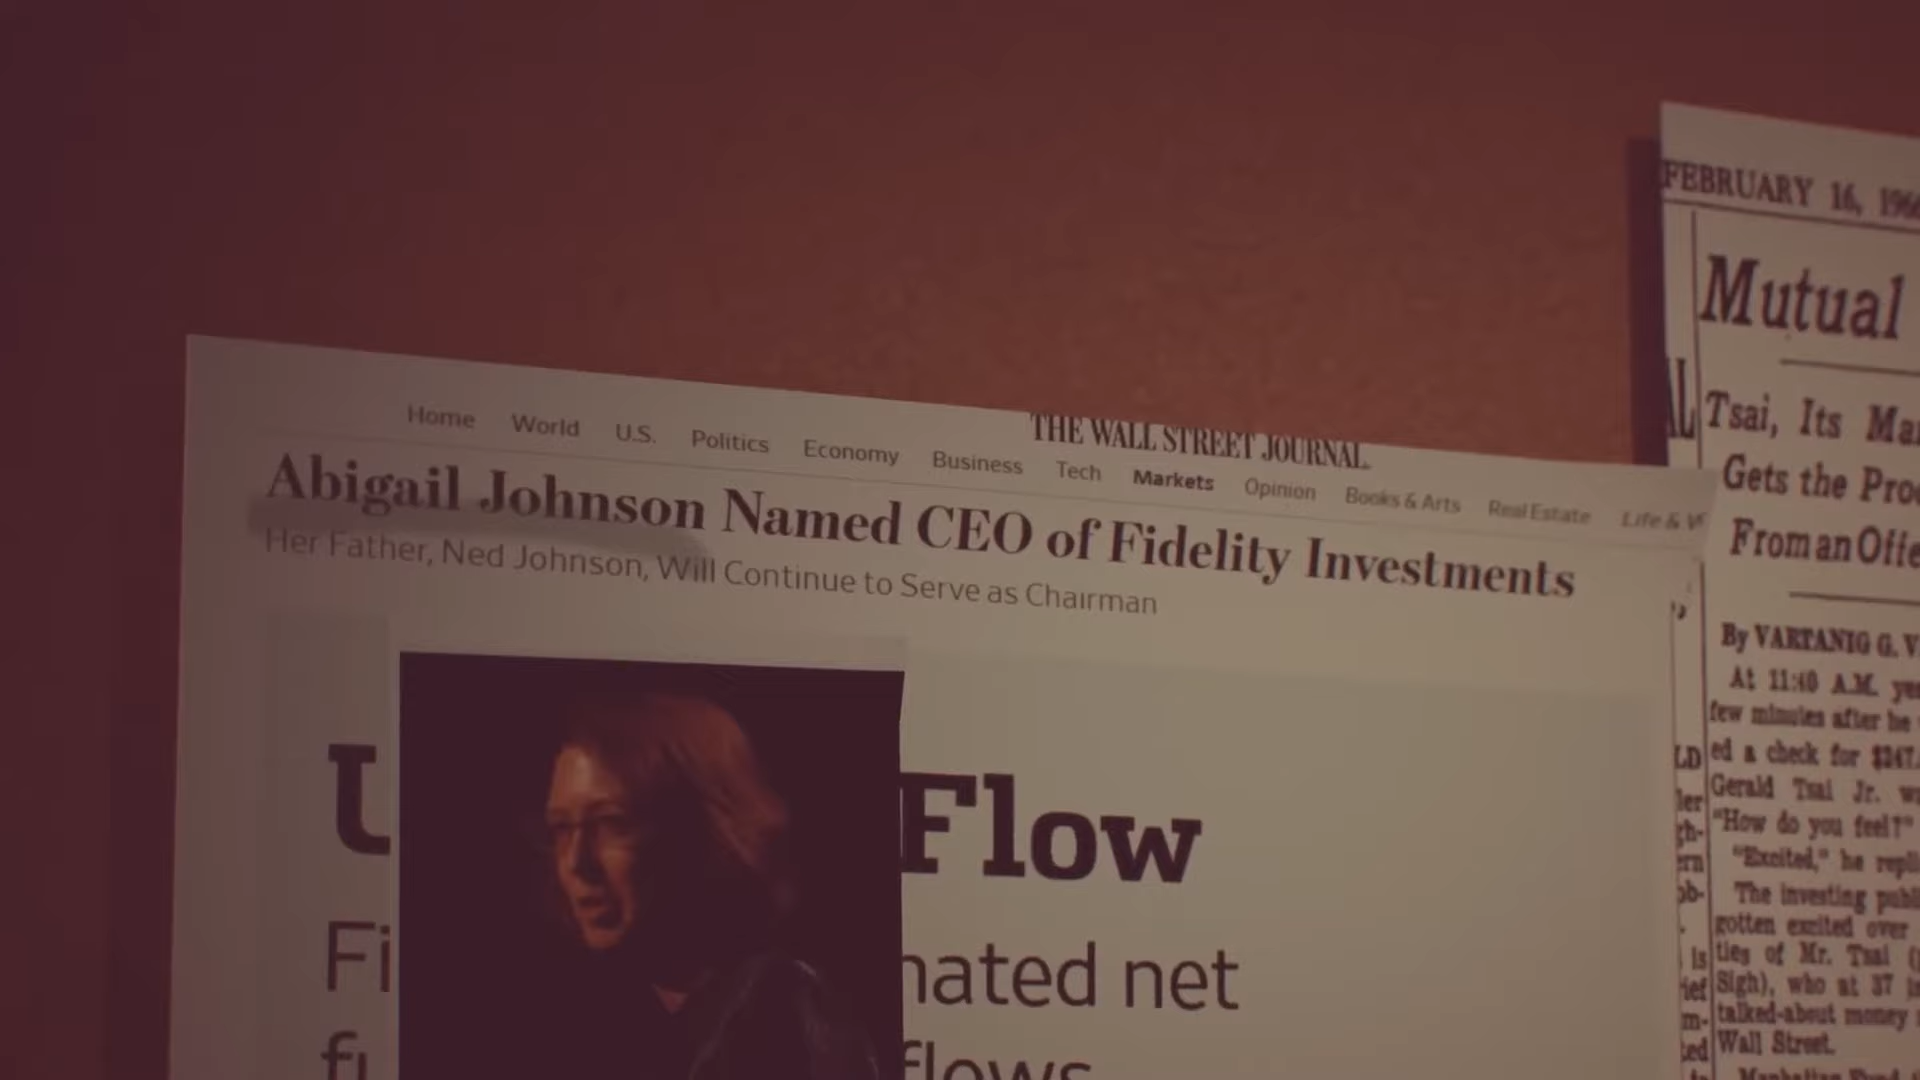 THE WALL STREET JOURNAL.
Home World U.S. Politics Economy Business Tech Markets Opinion Books & Arts Real Estate Life &
Abigail Johnson Named CEO of Fidelity Investments
Her Father, Ned Johnson, Will Continue to Serve as Chairman
Flow
net
flows
FEBRUARY 16,
Mutual
Tsai, Its
Gets the
From an
By VARTANIG G. V
At 11:40 A.M.
few minutes after he
ed a check for $247.
Gerald Tsai Jr.
"How do you feel?"
"Excited," he
The investing
gotten excited over
ties of Mr. Tsai
Sigh), who at 37
talked-about money
Wall Street.
Manhattan Fund